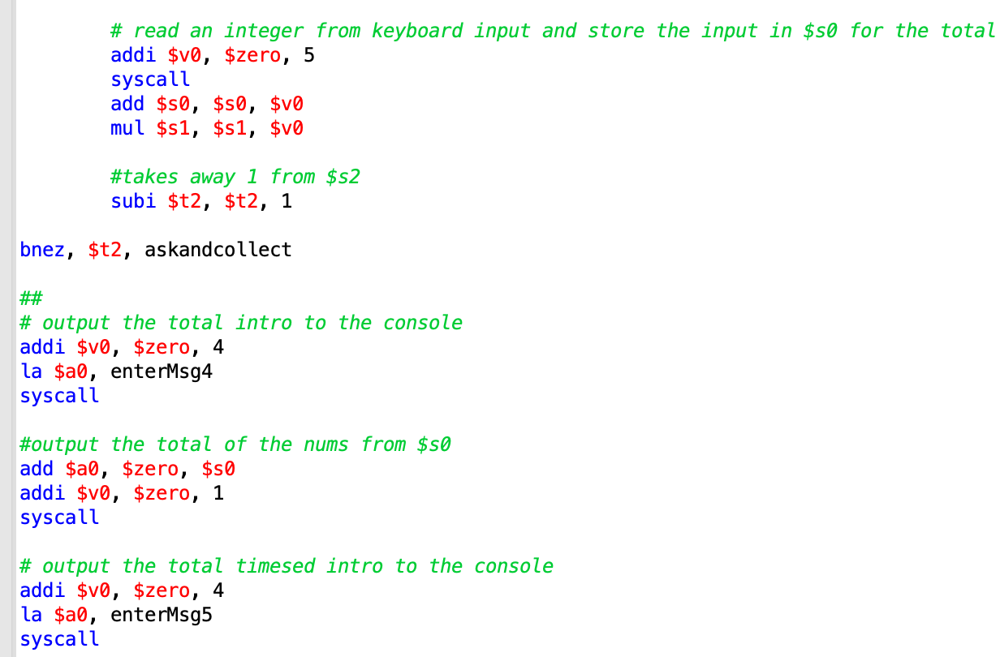 # read an integer from keyboard input and store the input in $s0 for the total
addi $v0, $zero, 5
syscall
add $s0, $s0, $v0
mul $s1, $s1, $v0
#takes away 1 from $s2
subi $t2, $t2, 1
bnez, $t2, askandcollect
##
# output the total intro to the console
addi $v0, $zero, 4
la $a0, enterMsg4
syscall
#output the total of the nums from $s0
add $a0, $zero, $s0
addi $v0, $zero, 1
syscall
# output the total timesed intro to the console
addi $v0, $zero, 4
la $a0, enterMsg5
syscall